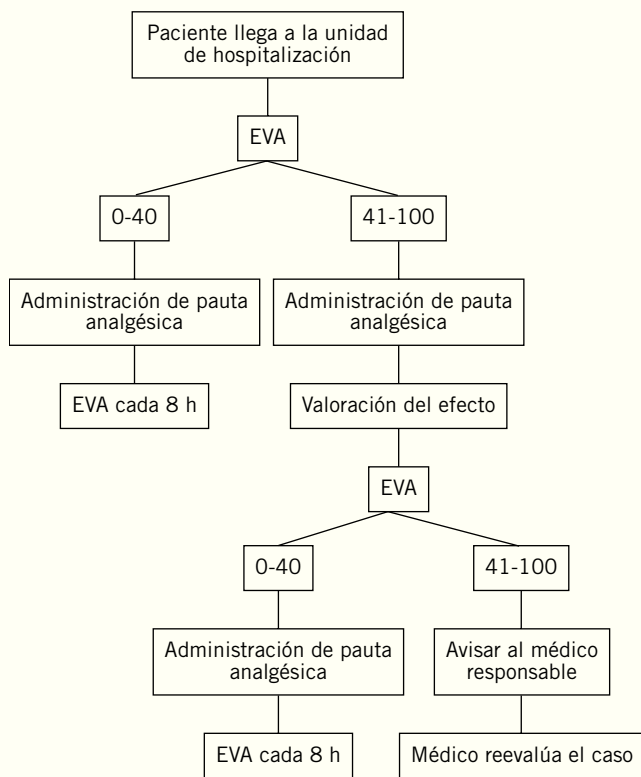 Paciente llega a la unidad
de hospitalización
EVA
0-40
41-100
Administración de pauta
analgésica
Administración de pauta
analgésica
EVA cada 8 h
Valoración del efecto
EVA
0-40
41-100
Administración de pauta
analgésica
Avisar al médico
responsable
EVA cada 8 h
Médico reevalúa el caso